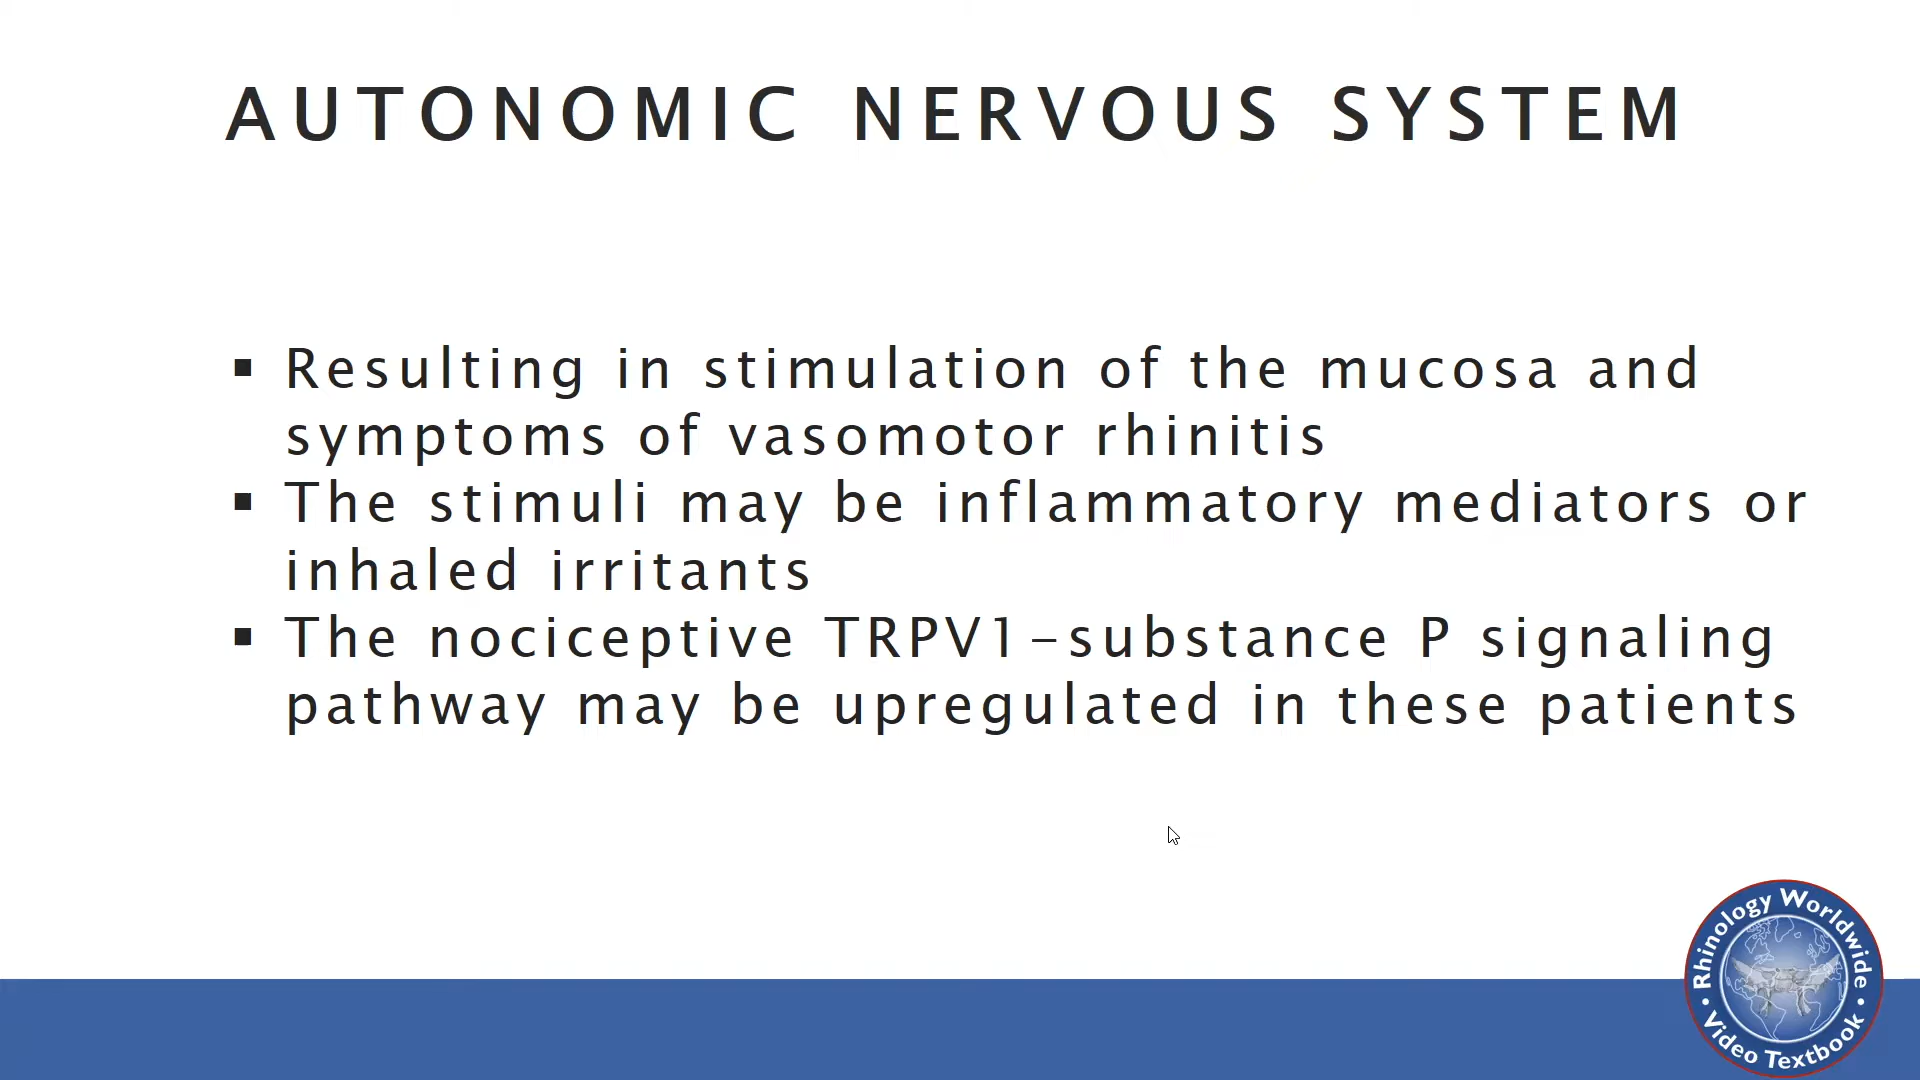 AUTONOMIC NERVOUS SYSTEM
▪ Resulting in stimulation of the mucosa and
symptoms of vasomotor rhinitis
▪ The stimuli may be inflammatory mediators or
inhaled irritants
▪ The nociceptive TRPV1–substance P signaling
pathway may be upregulated in these patients
Rhinology Worldwide
• Video Textbook •